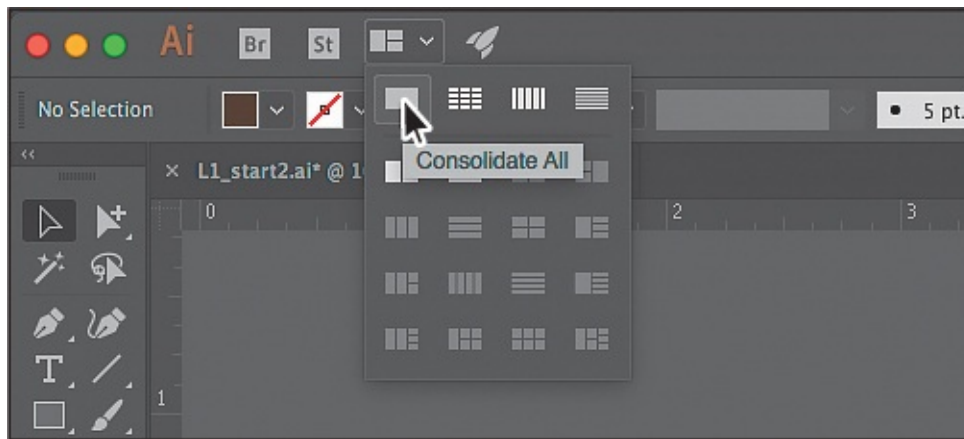 Ai Br St
No Selection 5 pt.
Consolidate All
L1_start2.ai* @ 1
0 2 3
1